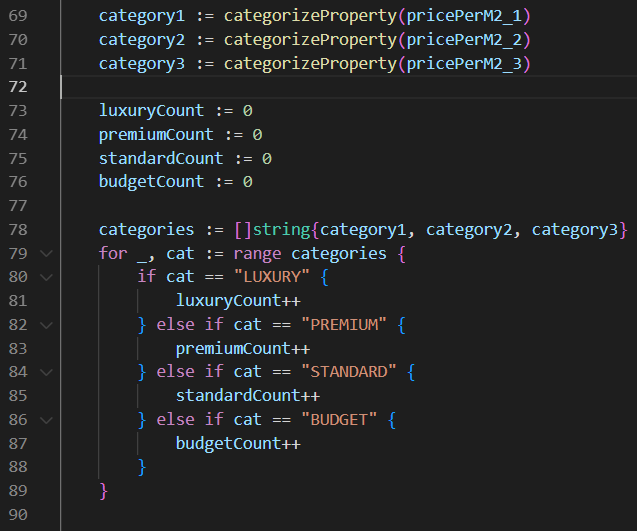 69 category1 := categorizeProperty(pricePerM2_1)
70 category2 := categorizeProperty(pricePerM2_2)
71 category3 := categorizeProperty(pricePerM2_3)
72
73 luxuryCount := 0
74 premiumCount := 0
75 standardCount := 0
76 budgetCount := 0
77
78 categories := []string{category1, category2, category3}
79 for _, cat := range categories {
80 if cat == "LUXURY" {
81 luxuryCount++
82 } else if cat == "PREMIUM" {
83 premiumCount++
84 } else if cat == "STANDARD" {
85 standardCount++
86 } else if cat == "BUDGET" {
87 budgetCount++
88 }
89 }
90